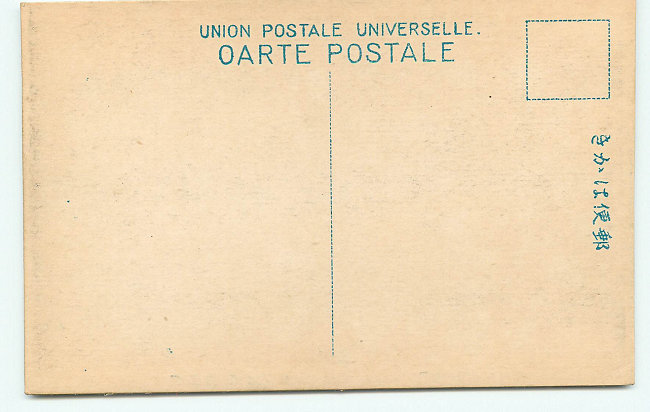 UNION POSTALE UNIVERSELLE.
OARTE POSTALE
きかは便郵